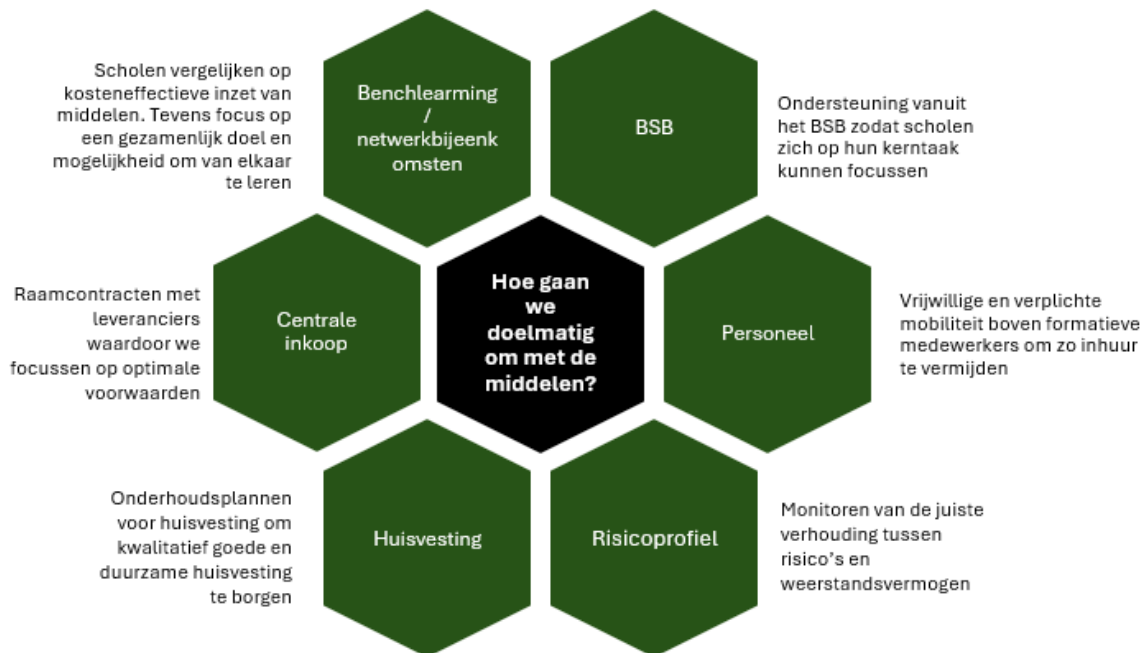 Scholen vergelijken op
kosteneffectieve inzet van
middelen. Tevens focus op
een gezamenlijk doel en
mogelijkheid om van elkaar
te leren
Benchlearming
/
netwerkbijeenk
omsten
BSB
Ondersteuning vanuit
het BSB zodat scholen
zich op hun kerntaak
kunnen focussen
Raamcontracten met
leveranciers
waardoor we
focussen op optimale
voorwaarden
Centrale
inkoop
Hoe gaan
we
doelmatig
om met de
middelen?
Personeel
Vrijwillige en verplichte
mobiliteit boven formatieve
medewerkers om zo inhuur
te vermijden
Onderhoudsplannen
voor huisvesting om
kwalitatief goede en
duurzame huisvesting
te borgen
Huisvesting
Risicoprofiel
Monitoren van de juiste
verhouding tussen
risico's en
weerstandsvermogen